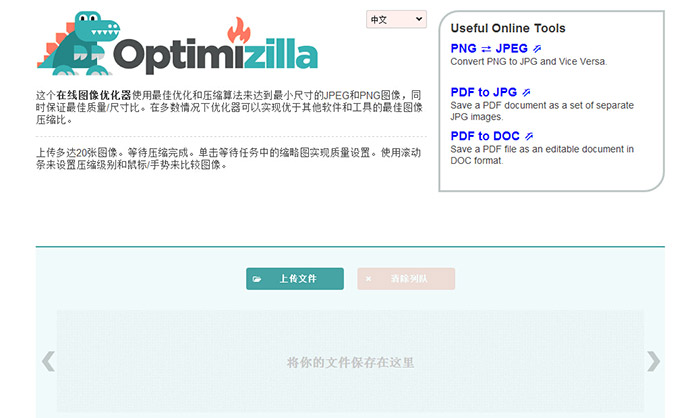 中文
Optimizilla
这个在线图像优化器使用最佳优化和压缩算法来达到最小尺寸的JPEG和PNG图像，同
时保证最佳质量/尺寸比。在多数情况下优化器可以实现优于其他软件和工具的最佳图像
压缩比。
上传多达20张图像。等待压缩完成。单击等待任务中的缩略图实现质量设置。使用滚动
条来设置压缩级别和鼠标/手势来比较图像。
Useful Online Tools
PNG ⇄ JPEG
Convert PNG to JPG and Vice Versa.
PDF to JPG
Save a PDF document as a set of separate
JPG images.
PDF to DOC
Save a PDF file as an editable document in
DOC format.
上传文件
清除列队
将你的文件保存在这里